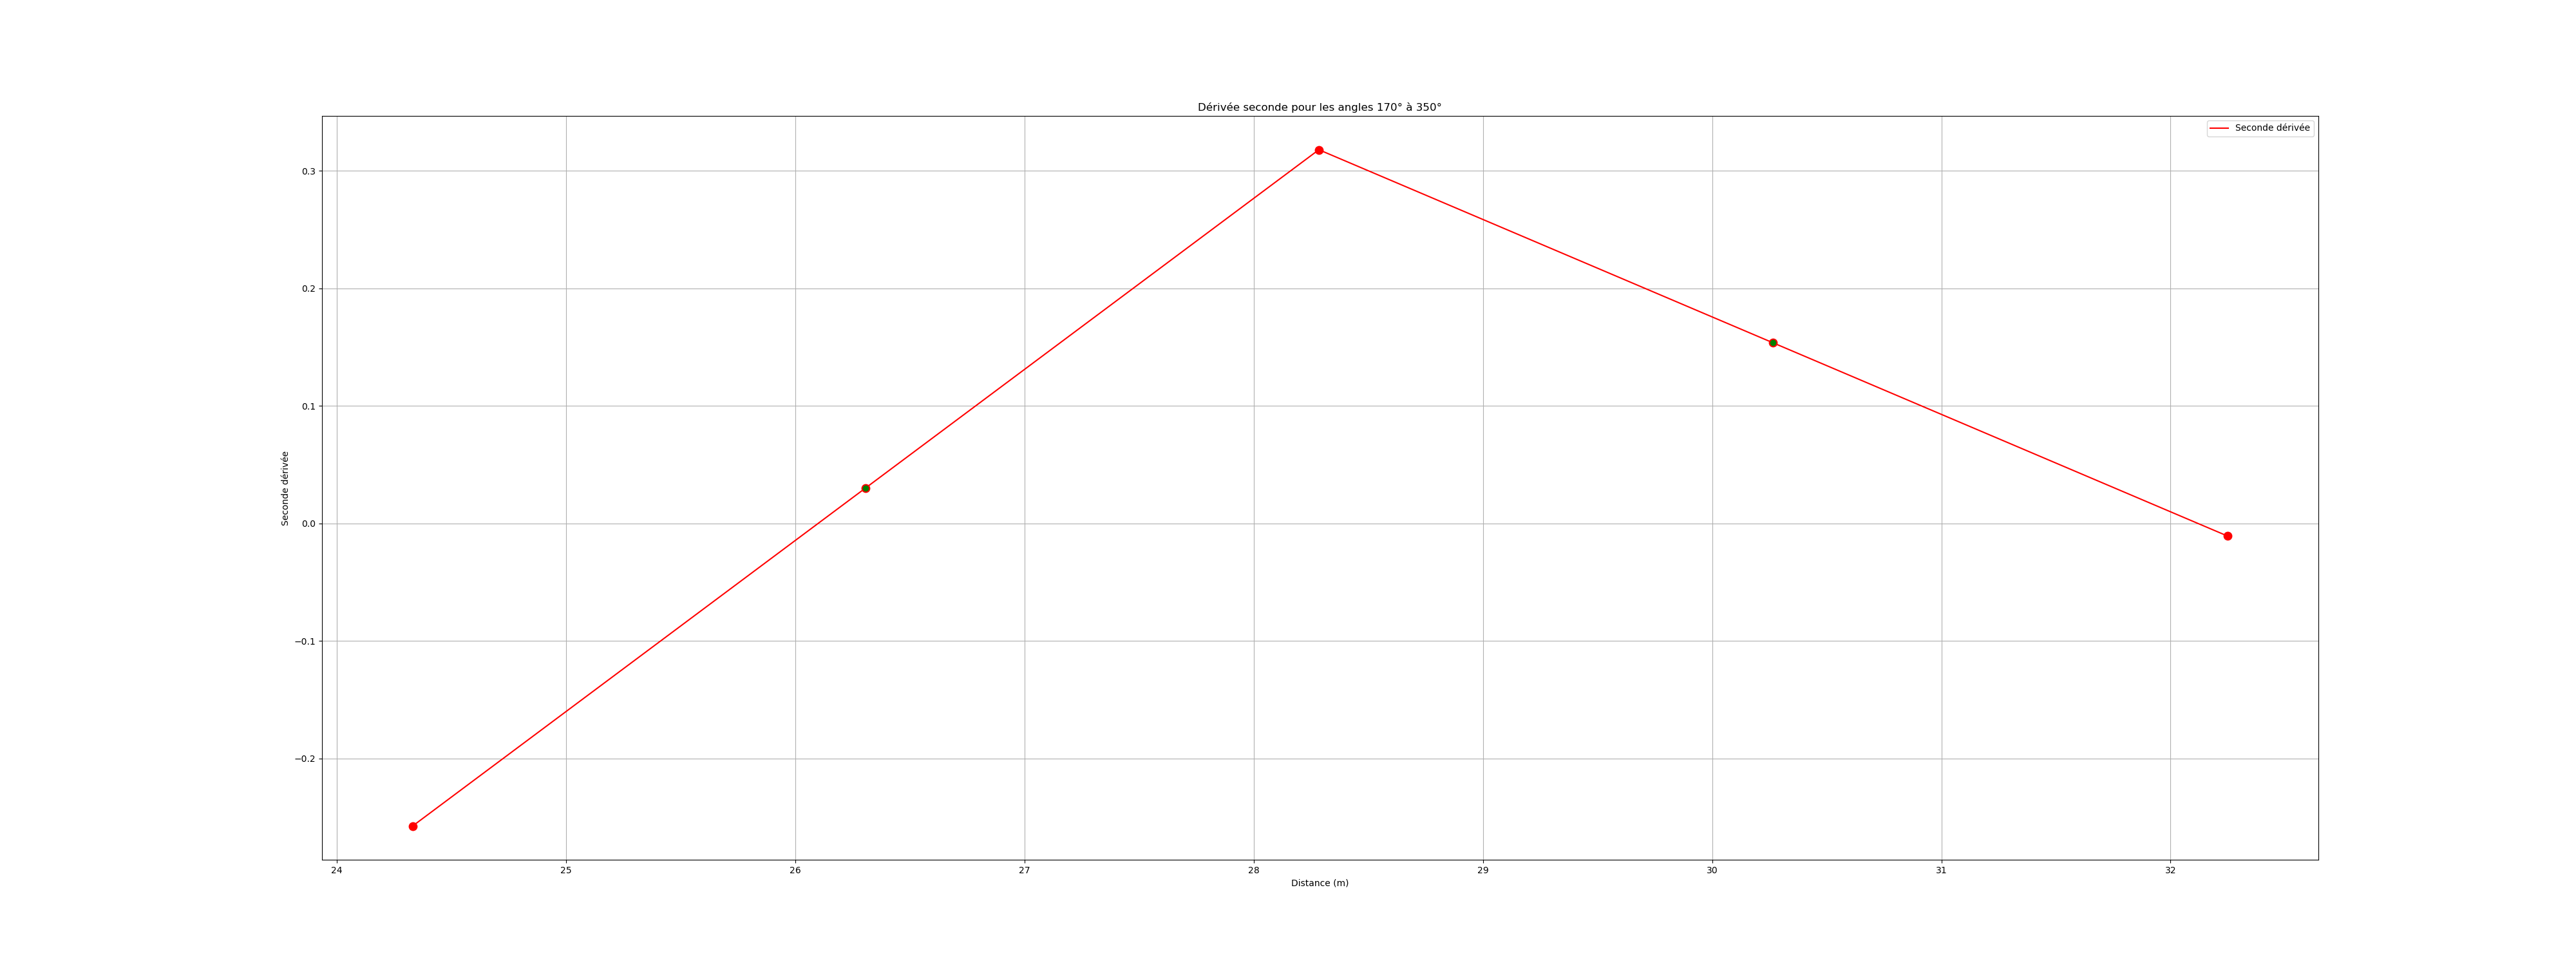 Dérivée seconde pour les angles 170° à 350°
Seconde dérivée
0.3
0.2
0.1
0.0
−0.1
−0.2
Seconde dérivée
24 25 26 27 28 29 30 31 32
Distance (m)